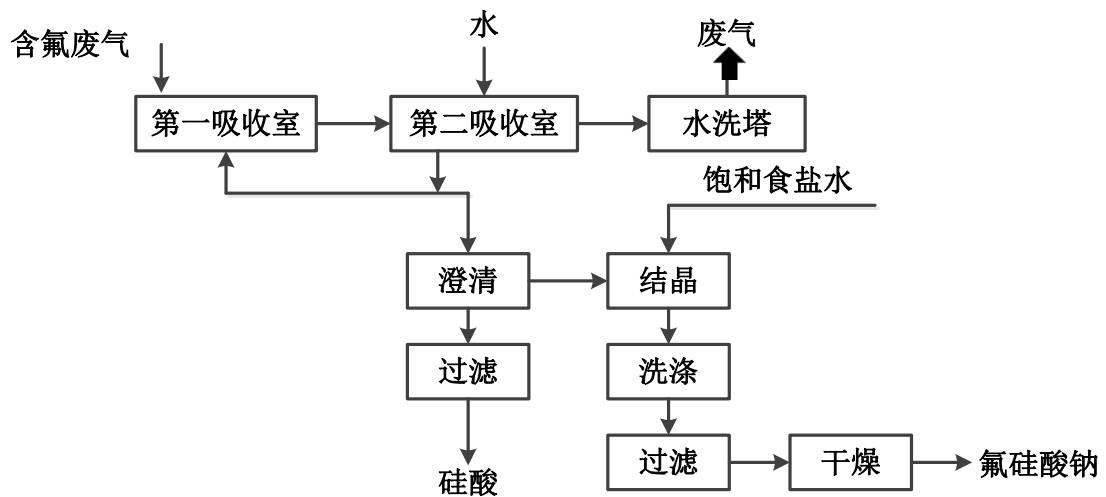 水
废气
含氟废气
第一吸收室
第二吸收室
水洗塔
饱和食盐水
澄清
结晶
过滤
洗涤
过滤
干燥
氟硅酸钠
硅酸